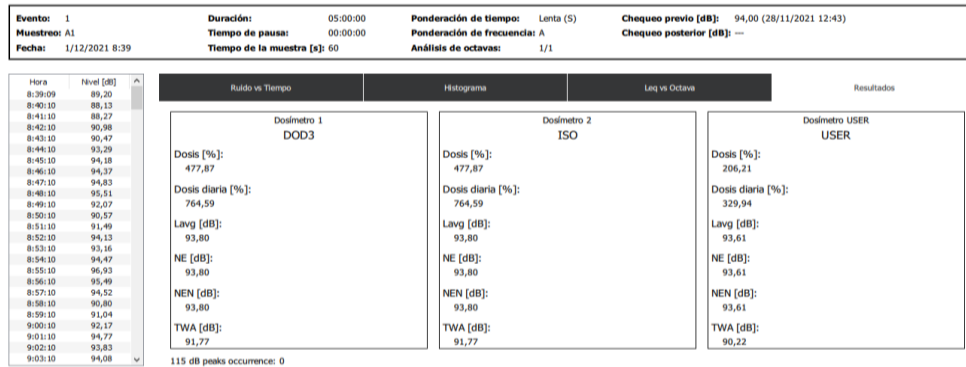 Evento: 1 Duración: 05:00:00 Ponderación de tiempo: Lenta (S) Chequeo previo [dB]: 94,00 (28/11/2021 12:43)
Muestreo: A1 Tiempo de pausa: 00:00:00 Ponderación de frecuencia: A Chequeo posterior [dB]: ---
Fecha: 1/12/2021 8:39 Tiempo de la muestra [s]: 60 Análisis de octavas: 1/1
Hora Nivel [dB]
8:39:09 89,20
8:40:10 88,13
8:41:10 88,27
8:42:10 90,98
8:43:10 90,47
8:44:10 93,29
8:45:10 94,18
8:46:10 94,37
8:47:10 94,83
8:48:10 95,51
8:49:10 92,07
8:50:10 90,57
8:51:10 91,49
8:52:10 94,13
8:53:10 93,16
8:54:10 94,47
8:55:10 96,93
8:56:10 95,49
8:57:10 94,52
8:58:10 90,80
8:59:10 91,04
9:00:10 92,17
9:01:10 94,77
9:02:10 93,83
9:03:10 94,08
Ruido vs Tiempo Histograma Leq vs Octava Resultados
Dosímetro 1
DOD3
Dosis [%]:
477,87
Dosis diaria [%]:
764,59
Lavg [dB]:
93,80
NE [dB]:
93,80
NEN [dB]:
93,80
TWA [dB]:
91,77
Dosímetro 2
ISO
Dosis [%]:
477,87
Dosis diaria [%]:
764,59
Lavg [dB]:
93,80
NE [dB]:
93,80
NEN [dB]:
93,80
TWA [dB]:
91,77
Dosímetro USER
USER
Dosis [%]:
206,21
Dosis diaria [%]:
329,94
Lavg [dB]:
93,61
NE [dB]:
93,61
NEN [dB]:
93,61
TWA [dB]:
90,22
115 dB peaks occurrence: 0